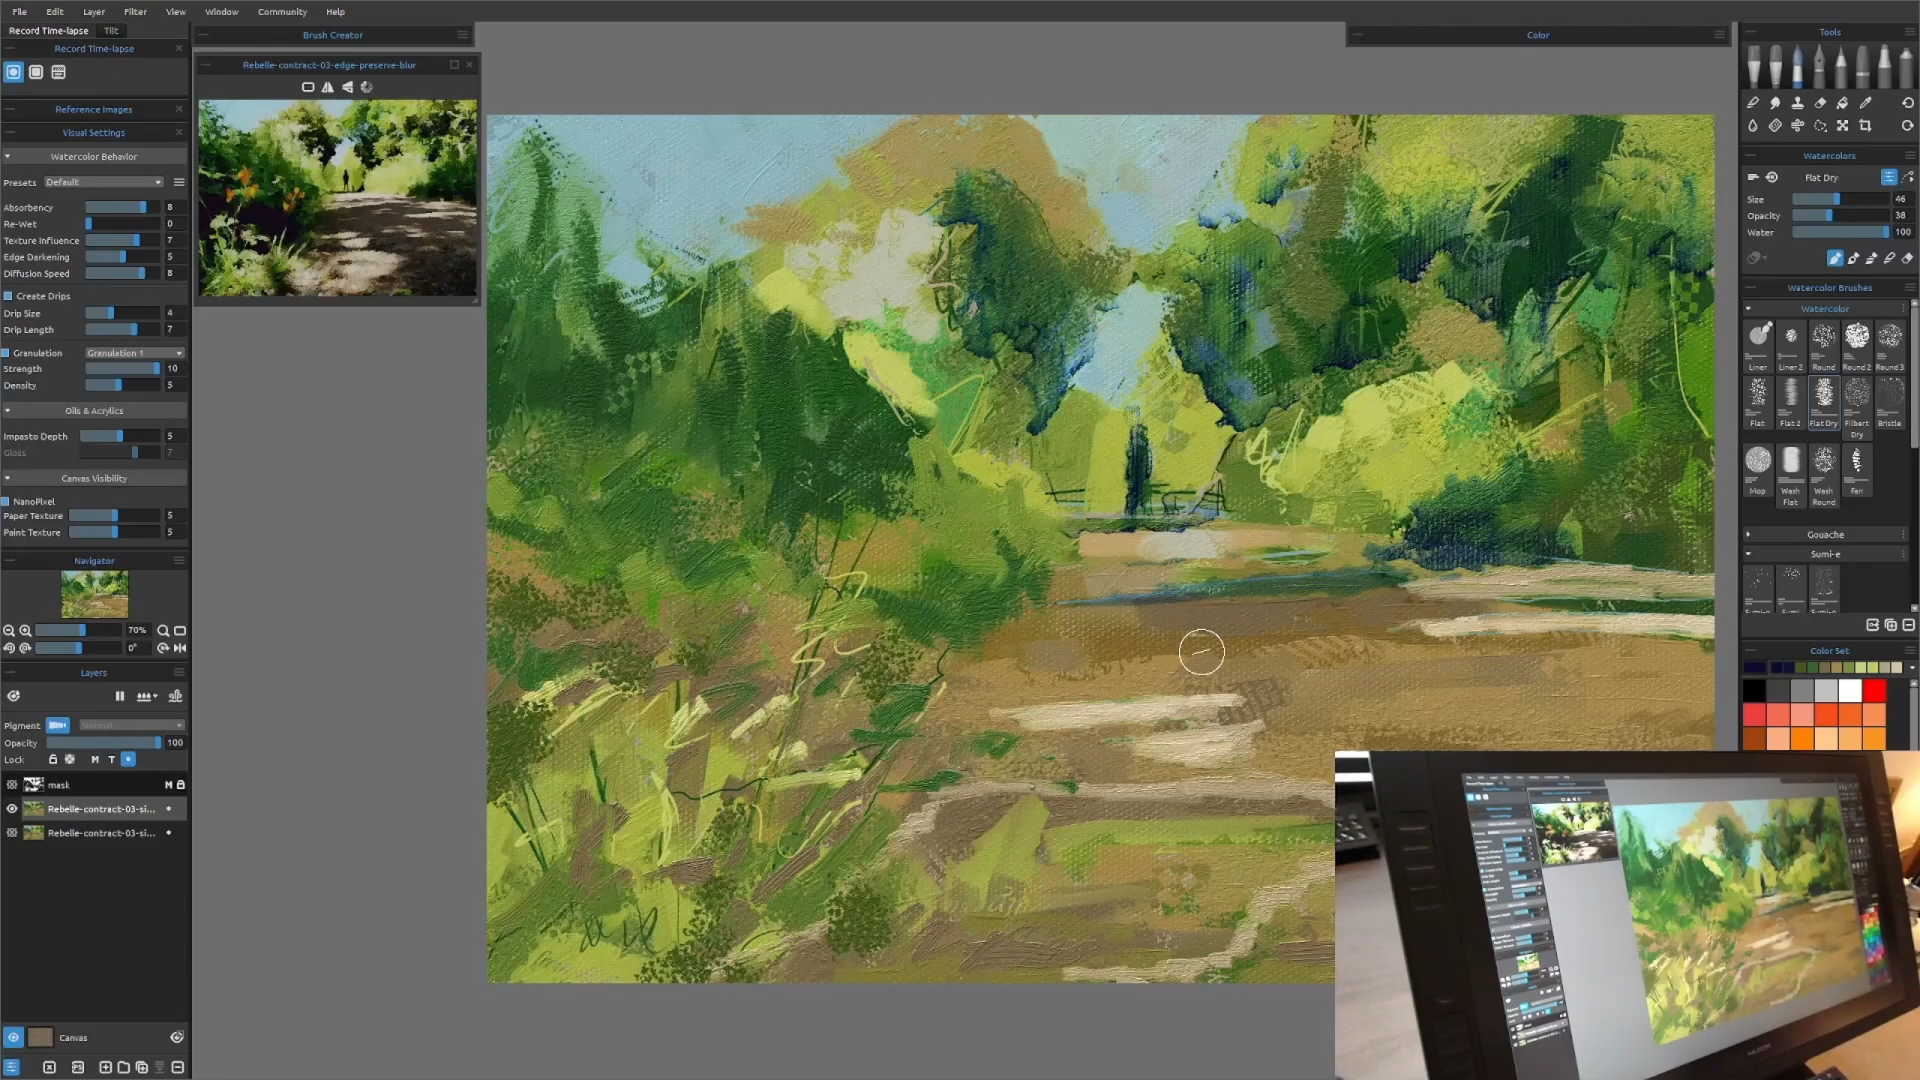 File Edit Layer Filter View Window Community Help
Record Time-lapse Tilt
Record Time-lapse
Reference Images
Visual Settings
Watercolor Behavior
Presets Default
Absorbency 8
Re-Wet 0
Texture Influence 7
Edge Darkening 5
Diffusion Speed 8
Create Drips
Drip Size 4
Drip Length 7
Granulation Granulation 1
Strength 10
Density 5
Oils & Acrylics
Impasto Depth 5
Gloss 7
Canvas Visibility
NanoPixel
Paper Texture 5
Paint Texture 5
Navigator
70%
0°
Layers
Pigment Normal
Opacity 100
Lock M T
mask M
Rebelle-contract-03-si...
Rebelle-contract-03-si...
Canvas
PS
Brush Creator
Rebelle-contract-03-edge-preserve-blur
Color
Tools
Watercolors
Flat Dry
Size 46
Opacity 38
Water 100
Watercolor Brushes
Watercolor
Liner Liner 2 Round Round 2 Round 3
Flat Flat 2 Flat Dry Filbert Dry Bristle
Mop Wash Flat Wash Round Fan
Gouache
Sumi-e
Color Set
HUION